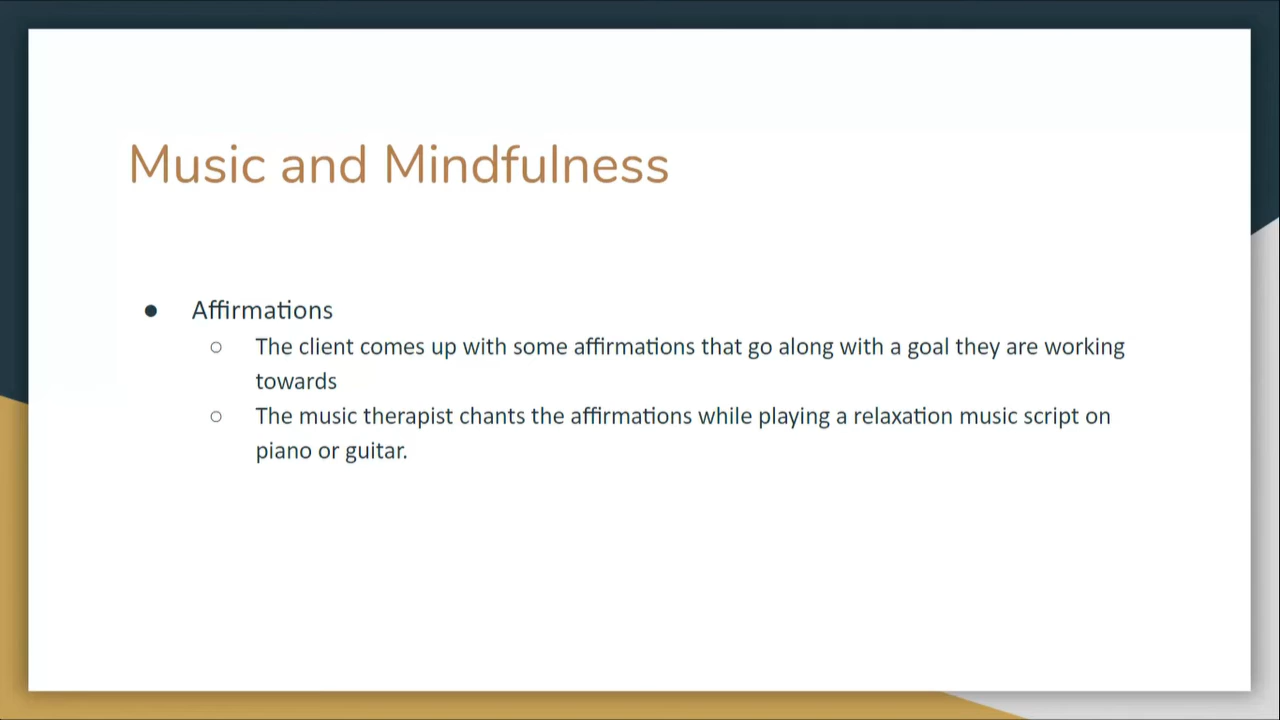 Music and Mindfulness
● Affirmations
○ The client comes up with some affirmations that go along with a goal they are working
towards
○ The music therapist chants the affirmations while playing a relaxation music script on
piano or guitar.